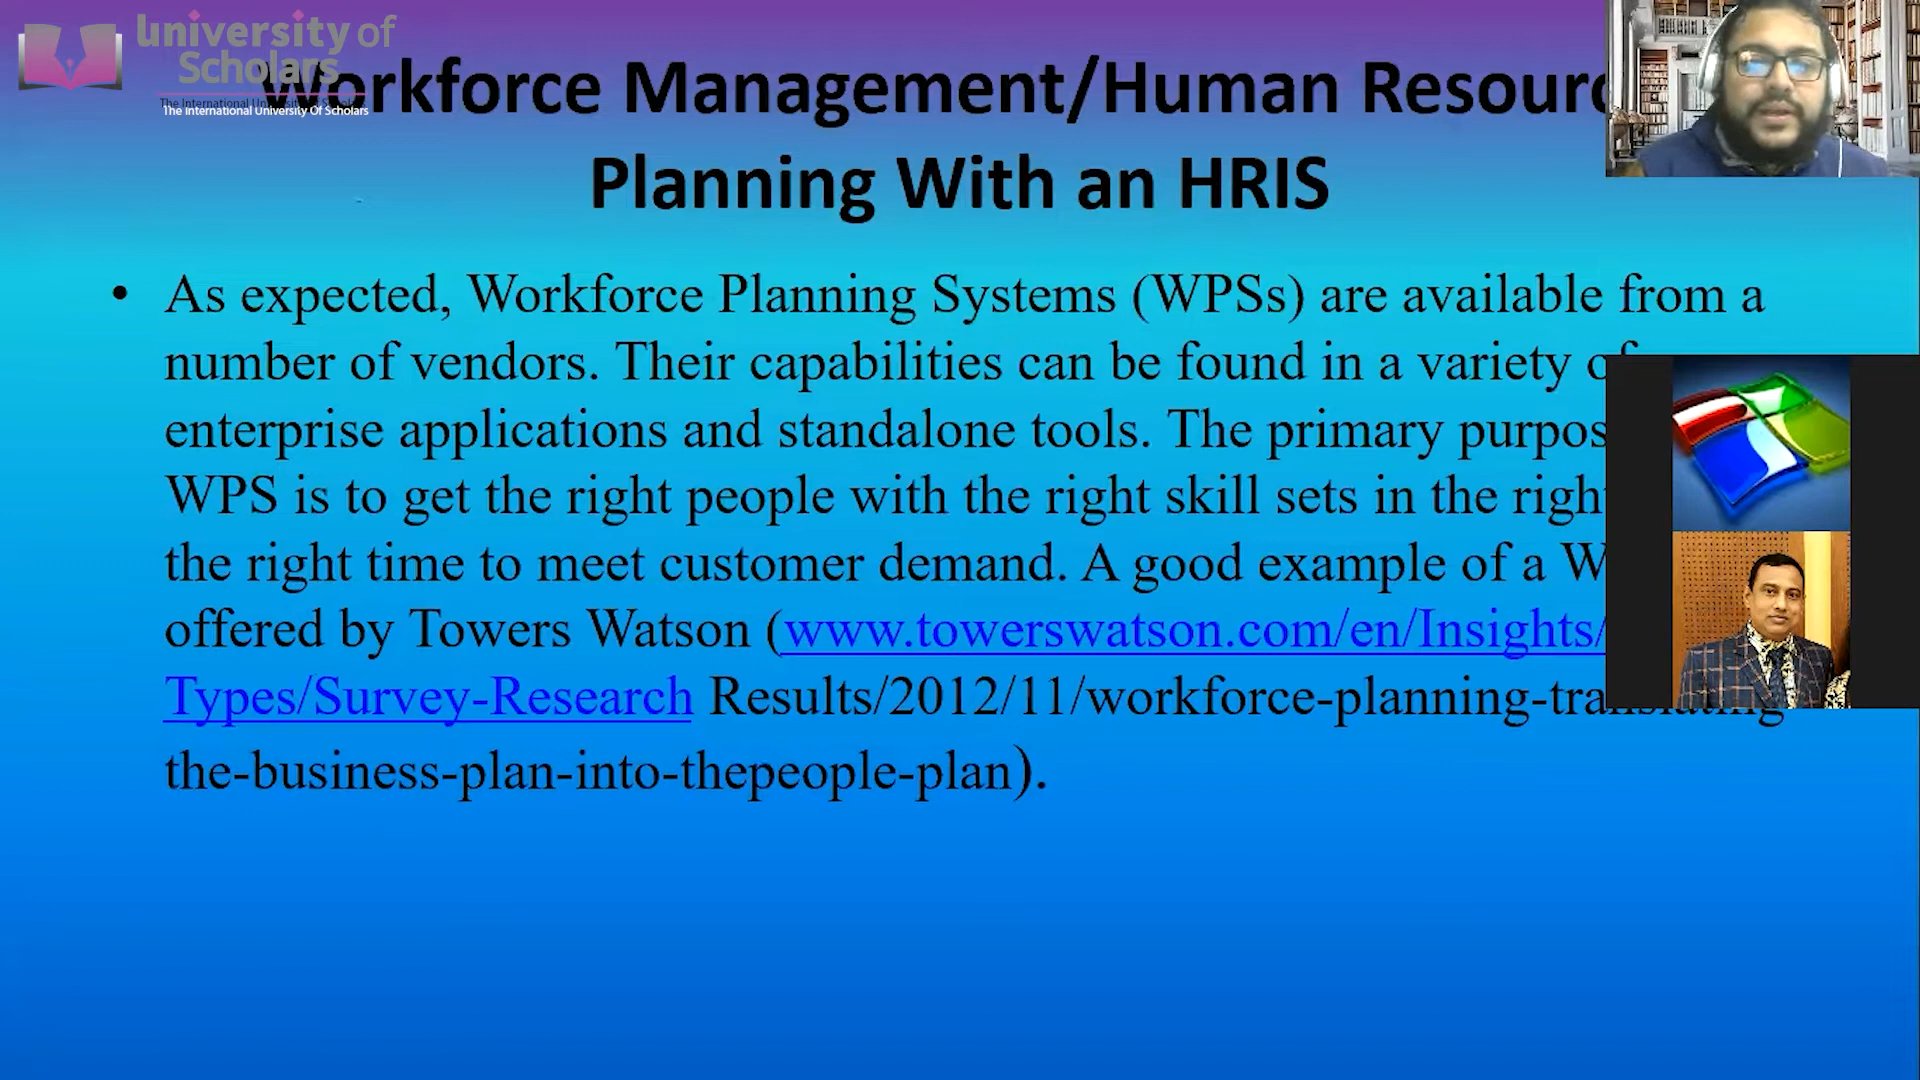 University of
Scholars
The International University Of Scholars
Workforce Management/Human Resour
Planning With an HRIS
• As expected, Workforce Planning Systems (WPSs) are available from a
number of vendors. Their capabilities can be found in a variety of
enterprise applications and standalone tools. The primary purpos
WPS is to get the right people with the right skill sets in the right
the right time to meet customer demand. A good example of a W
offered by Towers Watson (www.towerswatson.com/en/Insights/
Types/Survey-Research Results/2012/11/workforce-planning-translating-
the-business-plan-into-thepeople-plan).